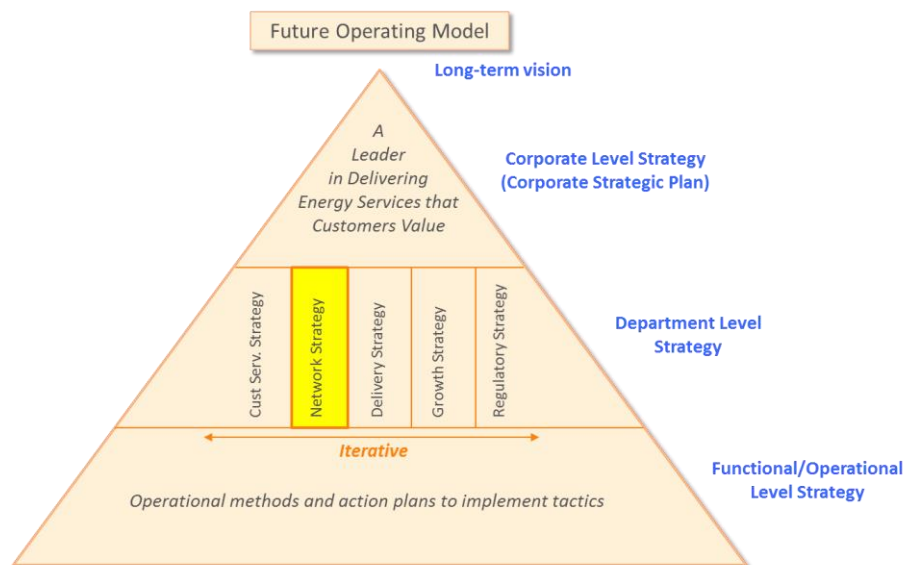 Future Operating Model
Long-term vision
A
Leader
in Delivering
Energy Services that
Customers Value
Corporate Level Strategy
(Corporate Strategic Plan)
Cust Serv. Strategy
Network Strategy
Delivery Strategy
Growth Strategy
Regulatory Strategy
Department Level
Strategy
Iterative
Operational methods and action plans to implement tactics
Functional/Operational
Level Strategy